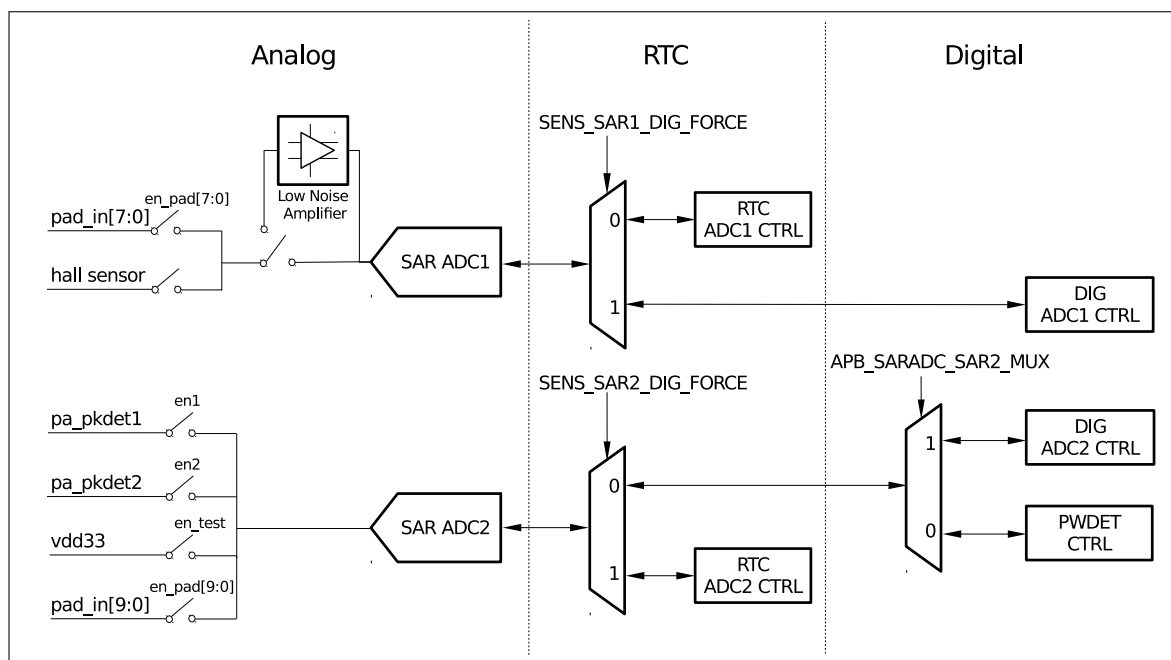 Analog
RTC
Digital
SENS_SAR1_DIG_FORCE
Low Noise
Amplifier
en_pad[7:0]
pad_in[7:0]
hall sensor
SAR ADC1
0
1
RTC
ADC1 CTRL
DIG
ADC1 CTRL
SENS_SAR2_DIG_FORCE
APB_SARADC_SAR2_MUX
en1
pa_pkdet1
en2
pa_pkdet2
en_test
vdd33
en_pad[9:0]
pad_in[9:0]
SAR ADC2
0
1
RTC
ADC2 CTRL
1
0
DIG
ADC2 CTRL
PWDET
CTRL